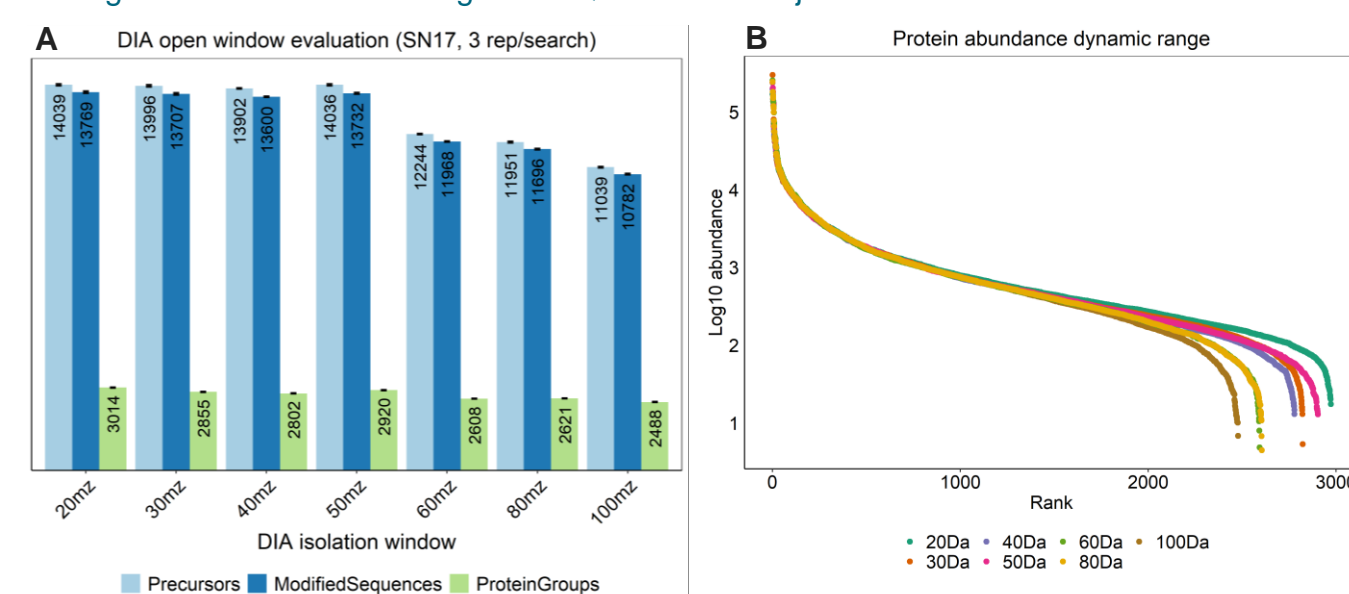 A
DIA open window evaluation (SN17, 3 rep/search)
14039
13769
3014
13996
13707
2855
13902
13600
2802
14036
13732
2920
12244
11968
2608
11951
11696
2621
11039
10782
2488
20mz
30mz
40mz
50mz
60mz
80mz
100mz
DIA isolation window
Precursors ModifiedSequences ProteinGroups
B
Protein abundance dynamic range
Log10 abundance
5
4
3
2
1
0 1000 2000 3000
Rank
20Da 40Da 60Da 100Da
30Da 50Da 80Da